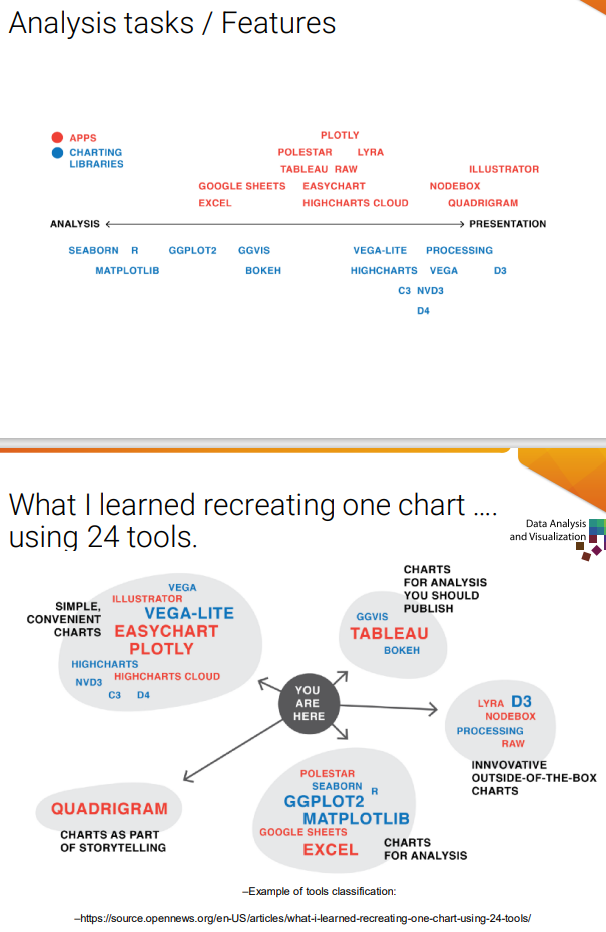 Analysis tasks / Features
APPS
CHARTING
LIBRARIES
PLOTLY
POLESTAR LYRA
TABLEAU RAW ILLUSTRATOR
GOOGLE SHEETS EASYCHART NODEBOX
EXCEL HIGHCHARTS CLOUD QUADRIGRAM
ANALYSIS PRESENTATION
SEABORN R GGPLOT2 GGVIS VEGA-LITE PROCESSING
MATPLOTLIB BOKEH HIGHCHARTS VEGA D3
C3 NVD3
D4
What I learned recreating one chart ....
using 24 tools.
Data Analysis
and Visualization
SIMPLE,
CONVENIENT
CHARTS
VEGA
ILLUSTRATOR
VEGA-LITE
EASYCHART
PLOTLY
HIGHCHARTS
HIGHCHARTS CLOUD
NVD3
C3 D4
CHARTS
FOR ANALYSIS
YOU SHOULD
PUBLISH
GGVIS
TABLEAU
BOKEH
YOU
ARE
HERE
LYRA D3
NODEBOX
PROCESSING
RAW
INNVOVATIVE
OUTSIDE-OF-THE-BOX
CHARTS
QUADRIGRAM
CHARTS AS PART
OF STORYTELLING
POLESTAR
SEABORN R
GGPLOT2
MATPLOTLIB
GOOGLE SHEETS
EXCEL
CHARTS
FOR ANALYSIS
–Example of tools classification:
–https://source.opennews.org/en-US/articles/what-i-learned-recreating-one-chart-using-24-tools/